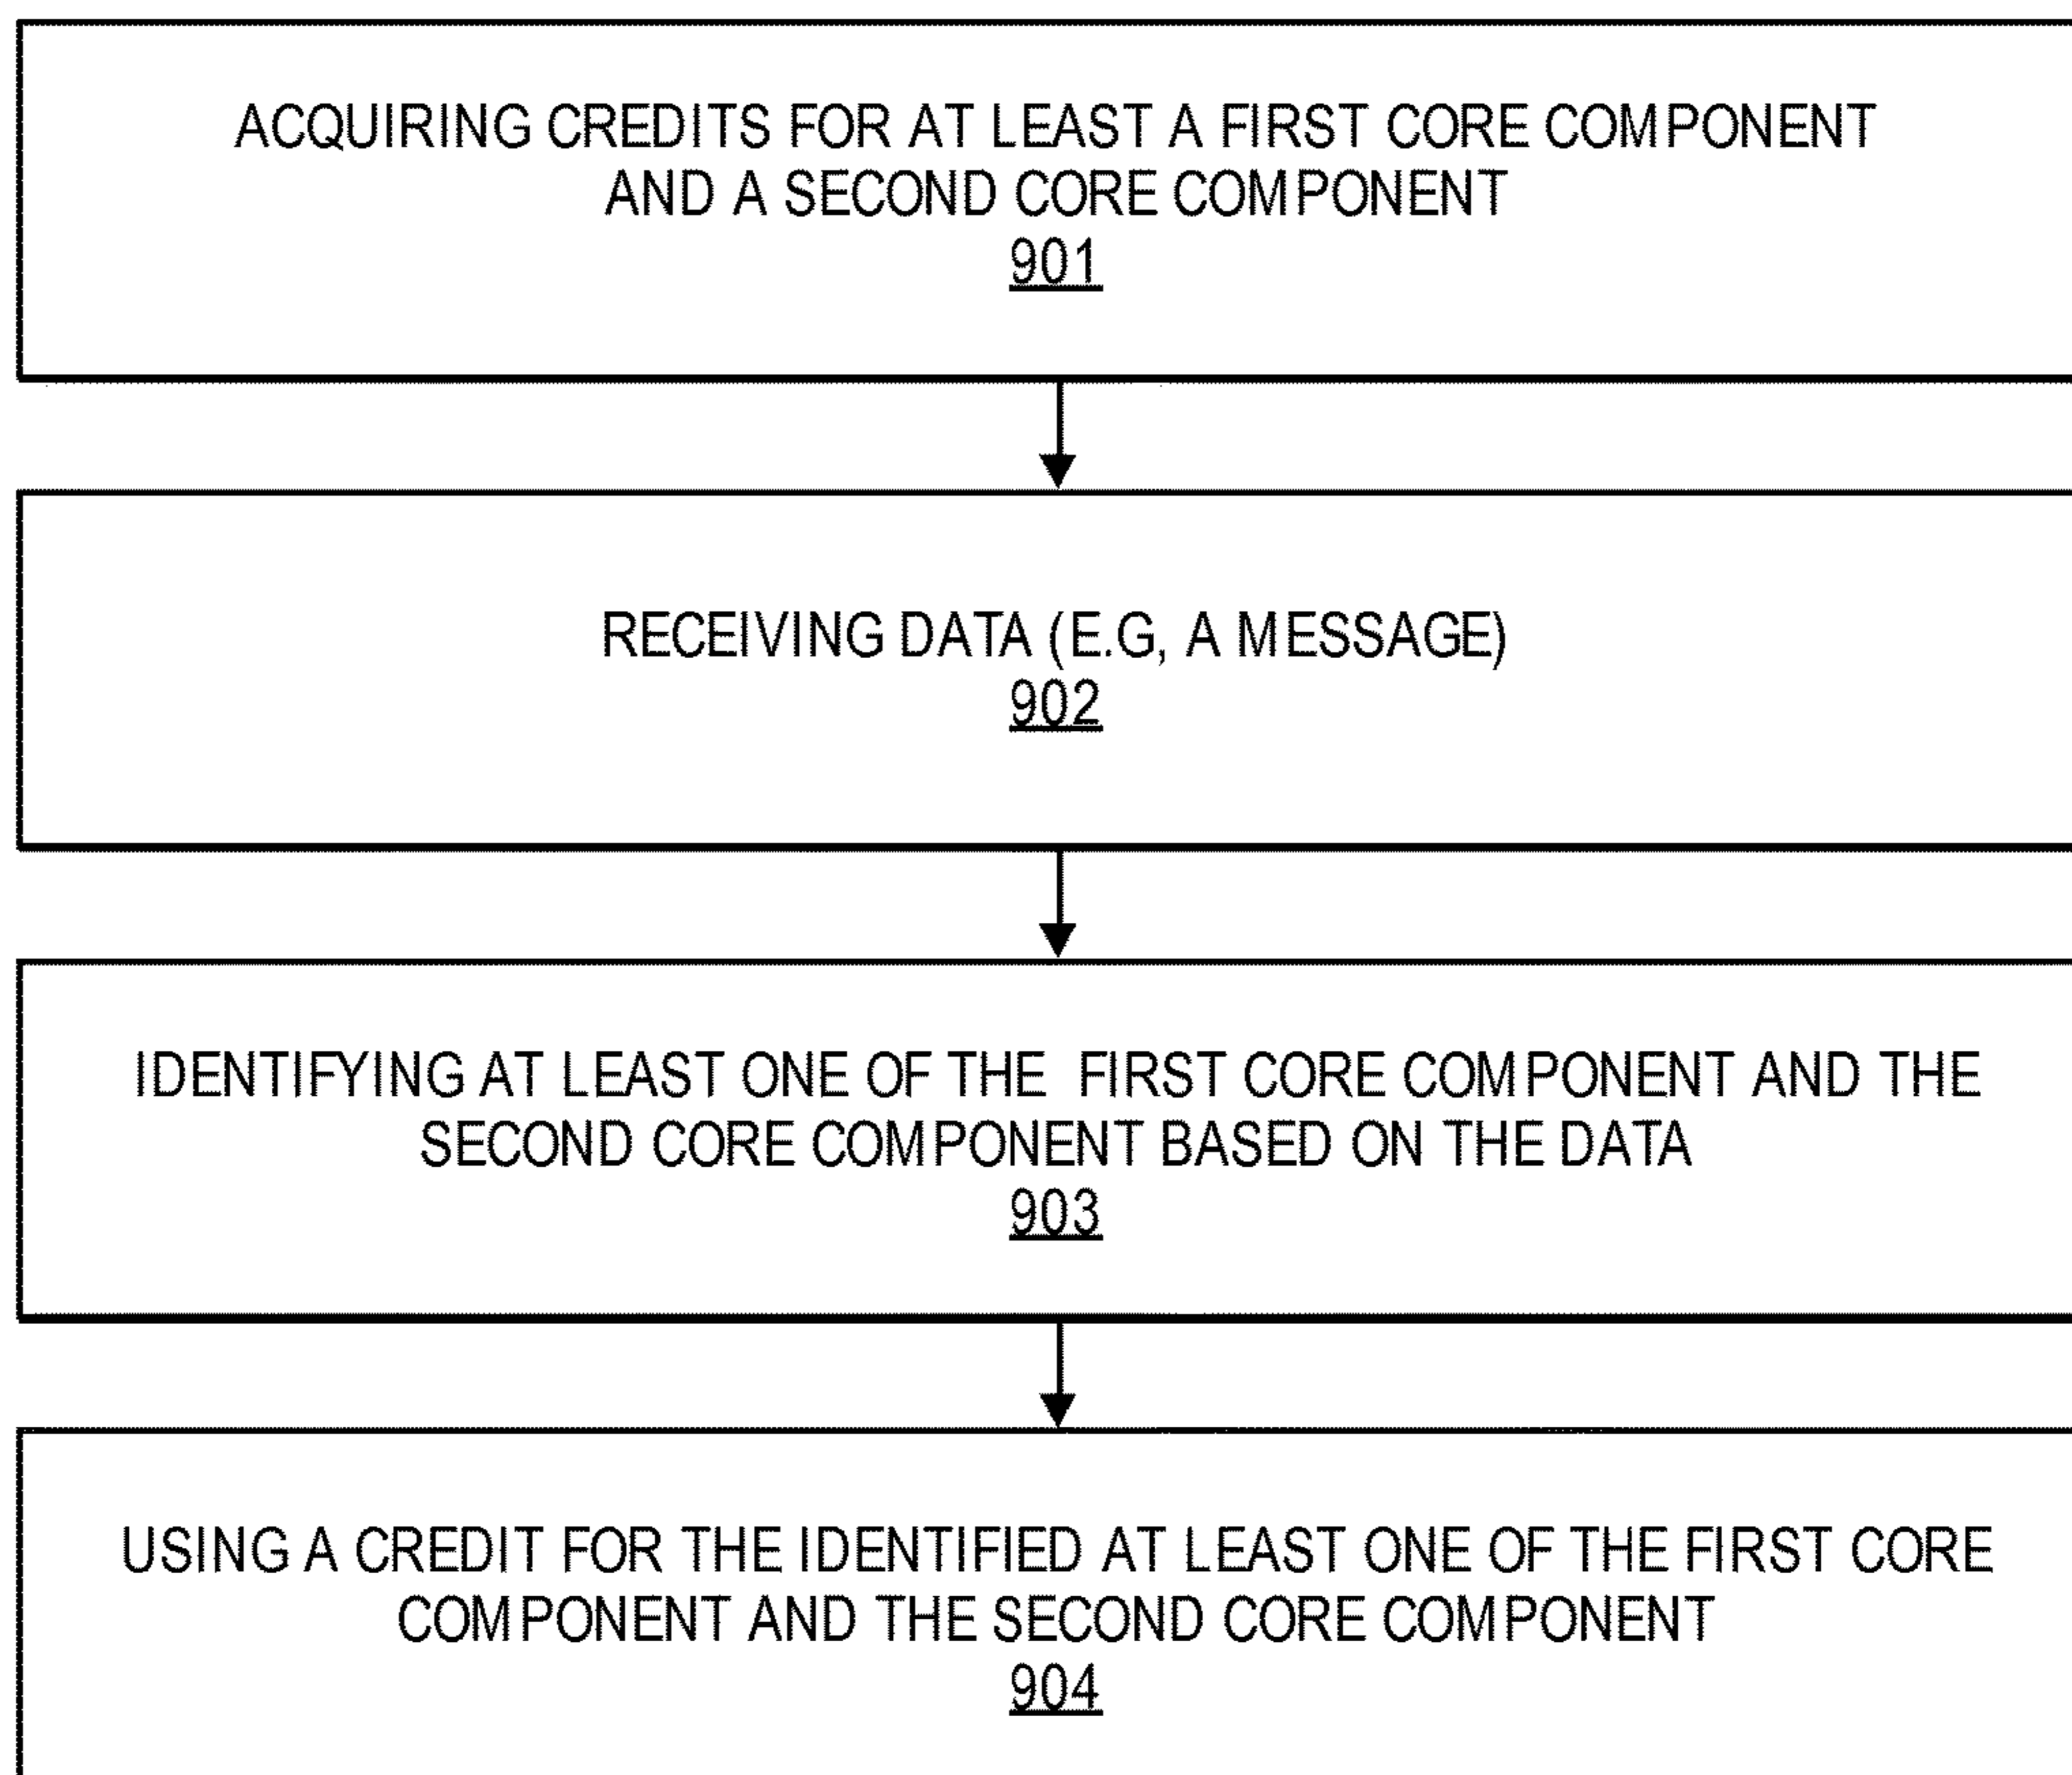 ACQUIRING CREDITS FOR AT LEAST A FIRST CORE COMPONENT
AND A SECOND CORE COMPONENT
901
RECEIVING DATA (E.G, A MESSAGE)
902
IDENTIFYING AT LEAST ONE OF THE FIRST CORE COMPONENT AND THE
SECOND CORE COMPONENT BASED ON THE DATA
903
USING A CREDIT FOR THE IDENTIFIED AT LEAST ONE OF THE FIRST CORE
COMPONENT AND THE SECOND CORE COMPONENT
904